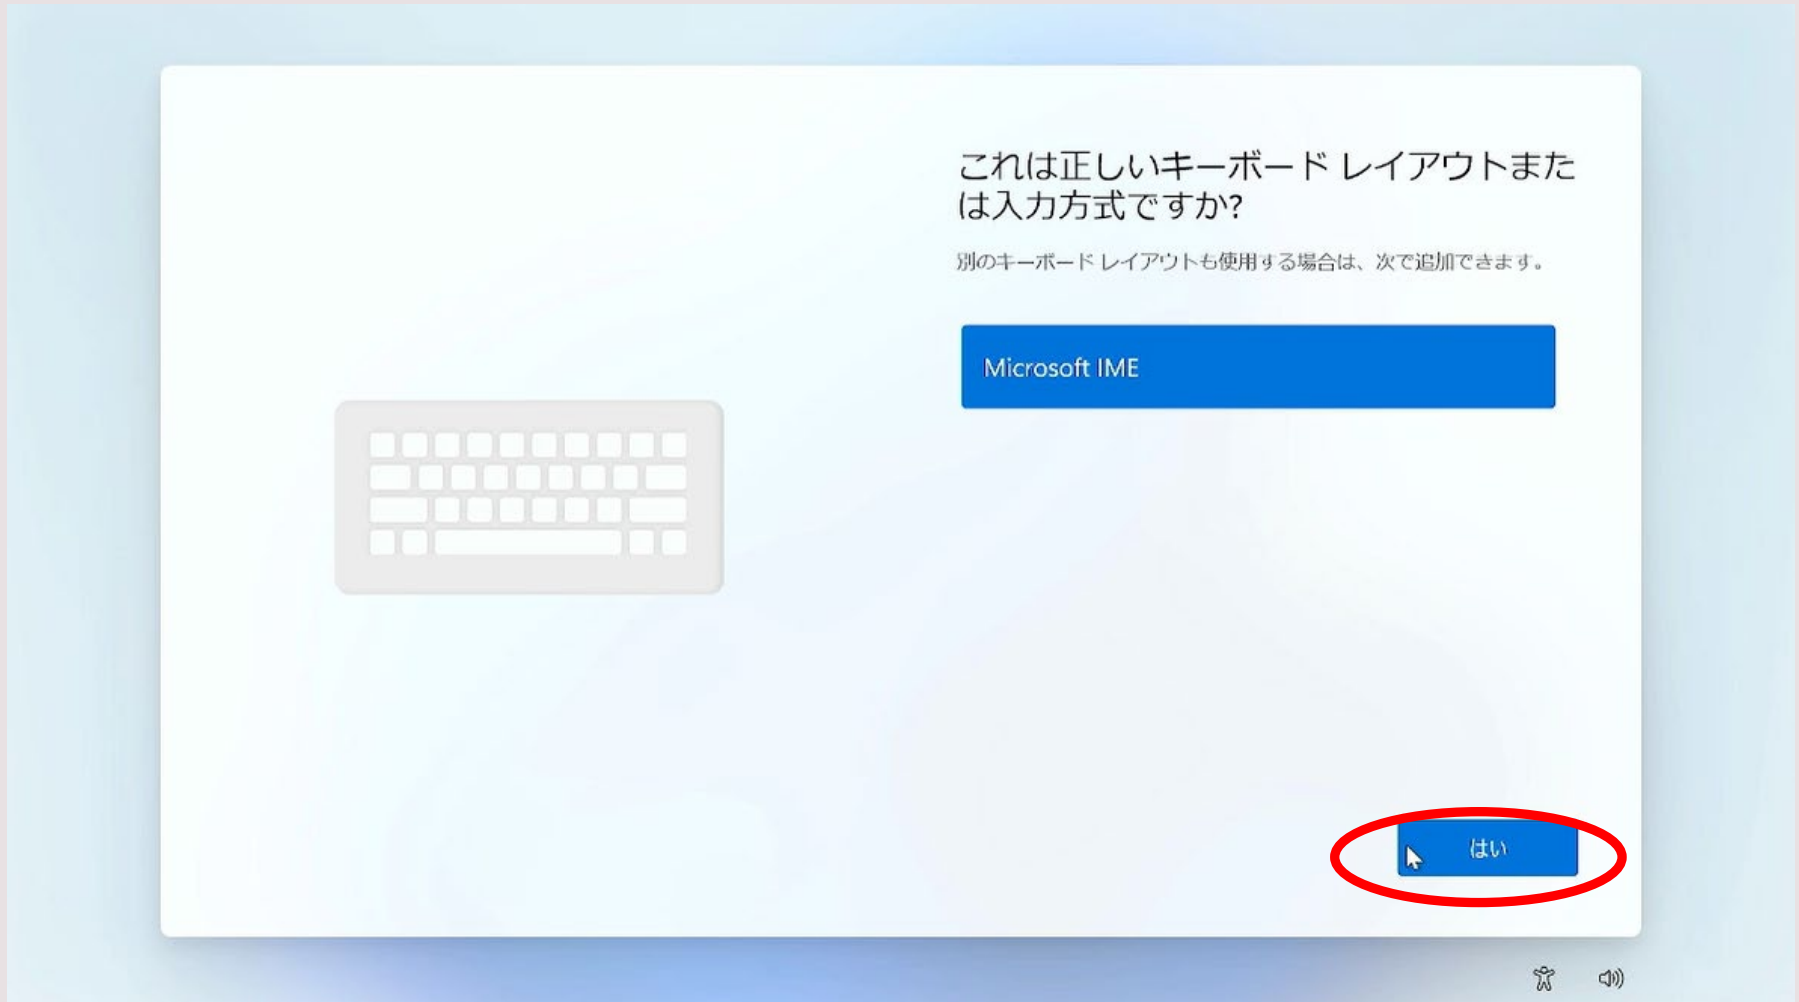 これは正しいキーボード レイアウトまた
は入力方式ですか?
別のキーボード レイアウトも使用する場合は、次で追加できます。
Microsoft IME
はい